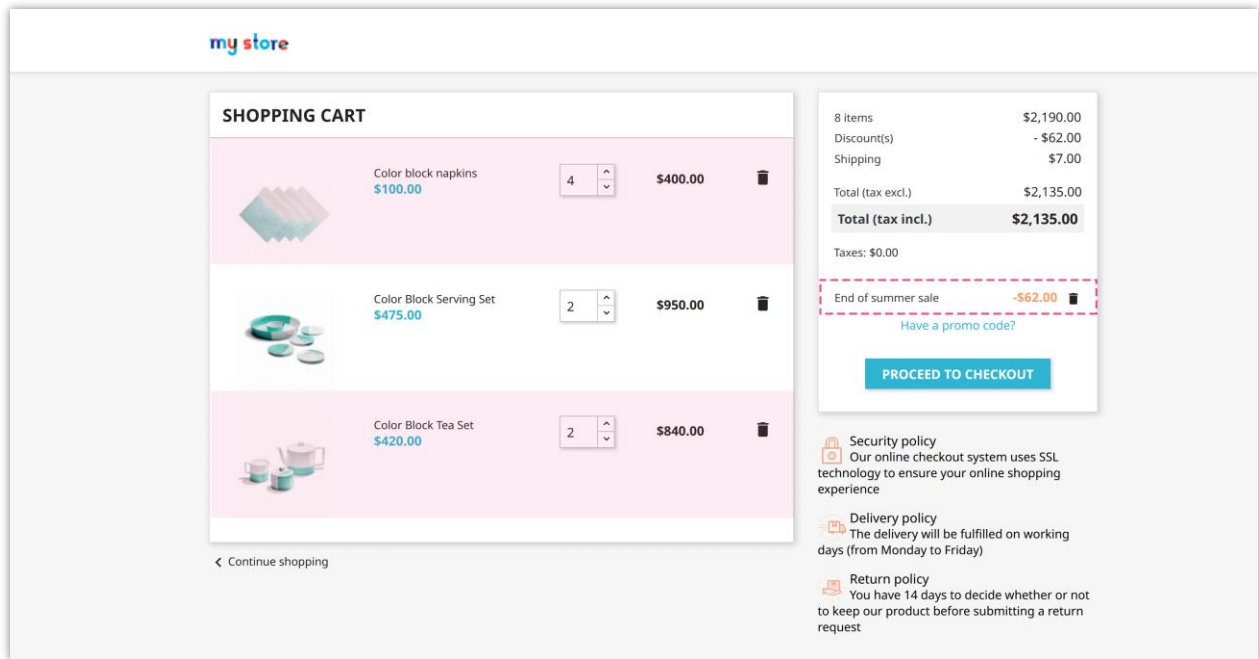 my store
SHOPPING CART
Color block napkins
$100.00
4
$400.00
Color Block Serving Set
$475.00
2
$950.00
Color Block Tea Set
$420.00
2
$840.00
Continue shopping
8 items $2,190.00
Discount(s) - $62.00
Shipping $7.00
Total (tax excl.) $2,135.00
Total (tax incl.) $2,135.00
Taxes: $0.00
End of summer sale -$62.00
Have a promo code?
PROCEED TO CHECKOUT
Security policy
Our online checkout system uses SSL
technology to ensure your online shopping
experience
Delivery policy
The delivery will be fulfilled on working
days (from Monday to Friday)
Return policy
You have 14 days to decide whether or not
to keep our product before submitting a return
request